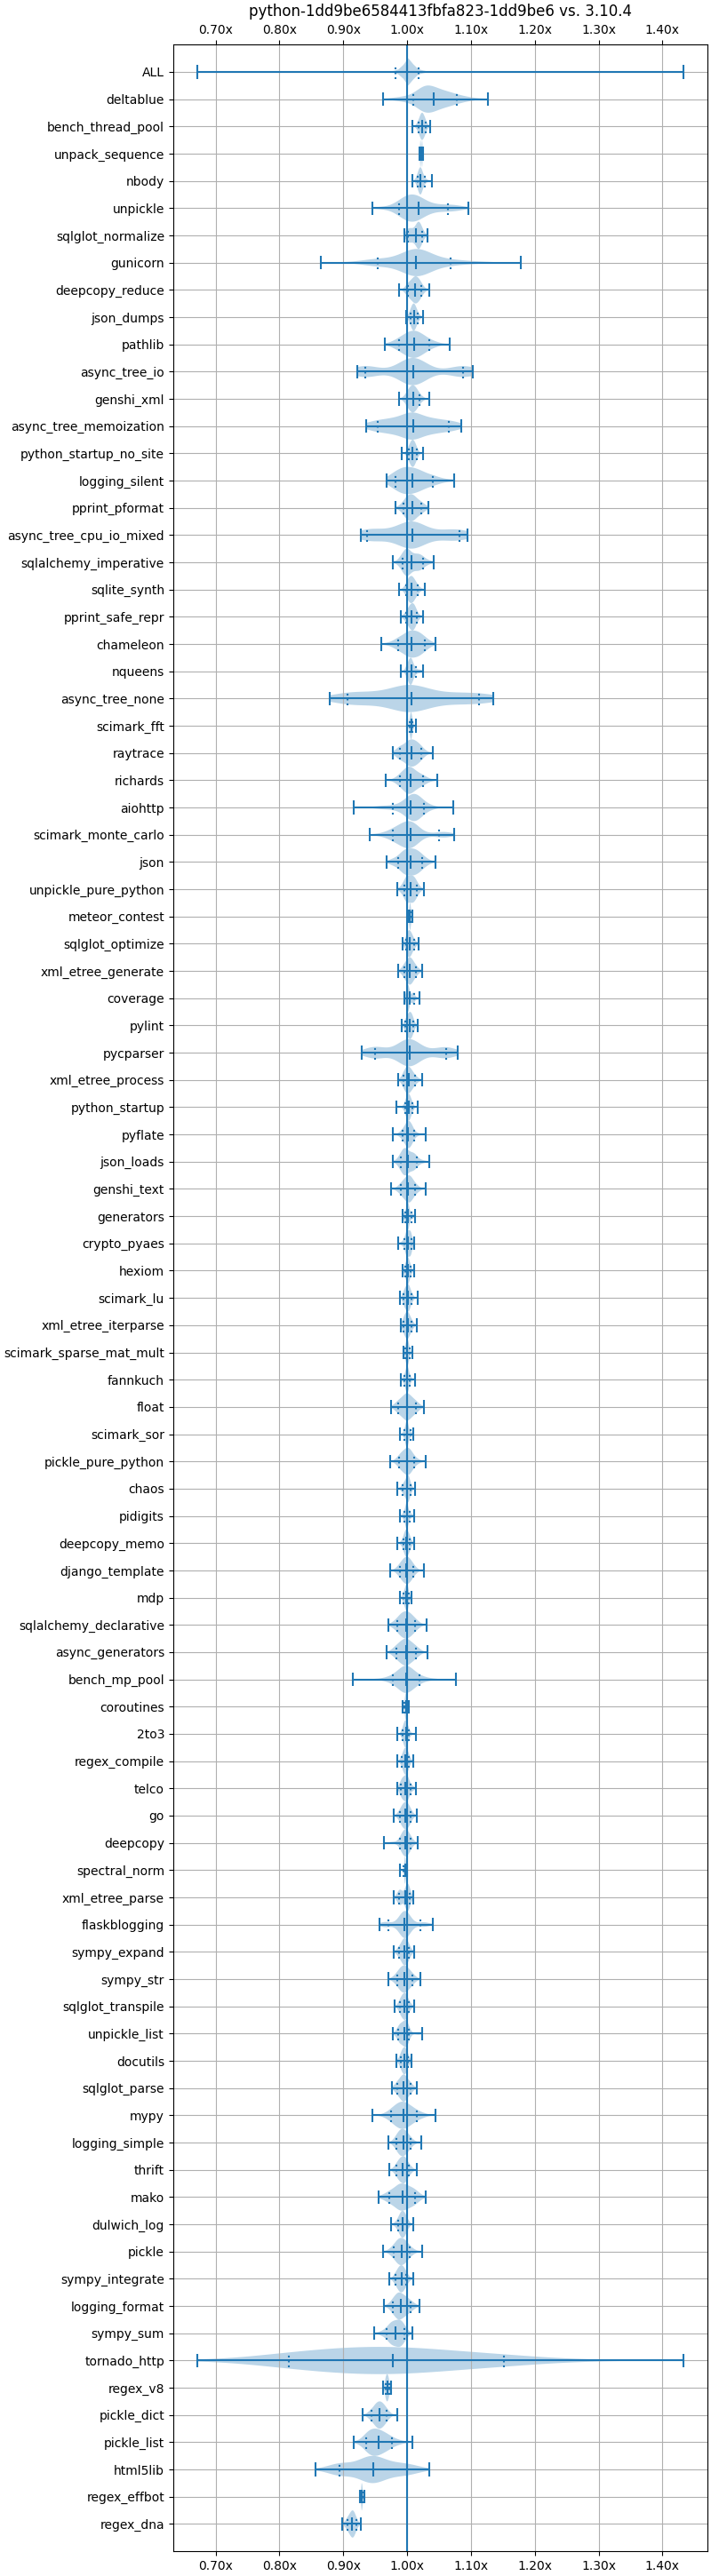 python-1dd9be6584413fbfa823-1dd9be6 vs. 3.10.4
0.70x 0.80x 0.90x 1.00x 1.10x 1.20x 1.30x 1.40x
ALL
deltablue
bench_thread_pool
unpack_sequence
nbody
unpickle
sqlglot_normalize
gunicorn
deepcopy_reduce
json_dumps
pathlib
async_tree_io
genshi_xml
async_tree_memoization
python_startup_no_site
logging_silent
pprint_pformat
async_tree_cpu_io_mixed
sqlalchemy_imperative
sqlite_synth
pprint_safe_repr
chameleon
nqueens
async_tree_none
scimark_fft
raytrace
richards
aiohttp
scimark_monte_carlo
json
unpickle_pure_python
meteor_contest
sqlglot_optimize
xml_etree_generate
coverage
pylint
pycparser
xml_etree_process
python_startup
pyflate
json_loads
genshi_text
generators
crypto_pyaes
hexiom
scimark_lu
xml_etree_iterparse
scimark_sparse_mat_mult
fannkuch
float
scimark_sor
pickle_pure_python
chaos
pidigits
deepcopy_memo
django_template
mdp
sqlalchemy_declarative
async_generators
bench_mp_pool
coroutines
2to3
regex_compile
telco
go
deepcopy
spectral_norm
xml_etree_parse
flaskblogging
sympy_expand
sympy_str
sqlglot_transpile
unpickle_list
docutils
sqlglot_parse
mypy
logging_simple
thrift
mako
dulwich_log
pickle
sympy_integrate
logging_format
sympy_sum
tornado_http
regex_v8
pickle_dict
pickle_list
html5lib
regex_effbot
regex_dna
0.70x 0.80x 0.90x 1.00x 1.10x 1.20x 1.30x 1.40x